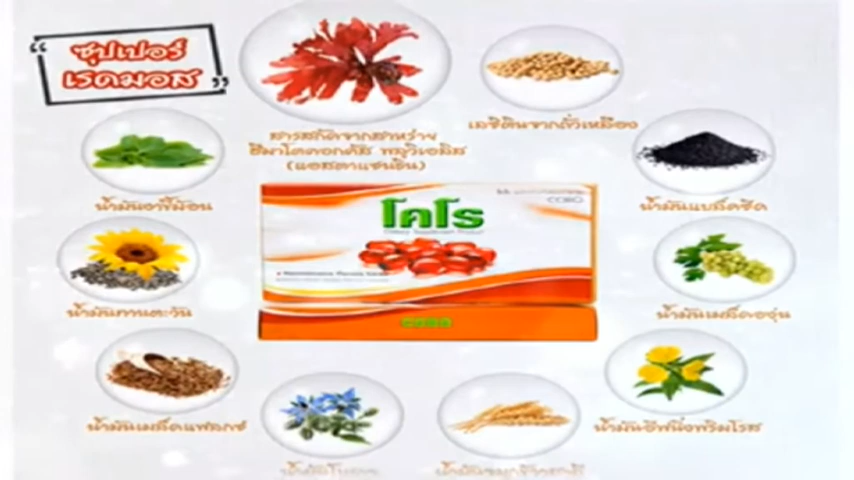 “ ซุปเปอร์
เรดมอส ”
สารสกัดจากสาหร่าย
ฮีมาโตคอกคัส พลูวิเอลิส
(แอสตาแซนธิน)
เลซิตินจากถั่วเหลือง
น้ำมันงาขี้ม้อน
น้ำมันแบล็คซีด
โคโร
CORO
Dietary Supplement Product
น้ำมันทานตะวัน
น้ำมันเมล็ดองุ่น
น้ำมันเมล็ดแฟลกซ์
น้ำมันอีฟนิ่งพริมโรส